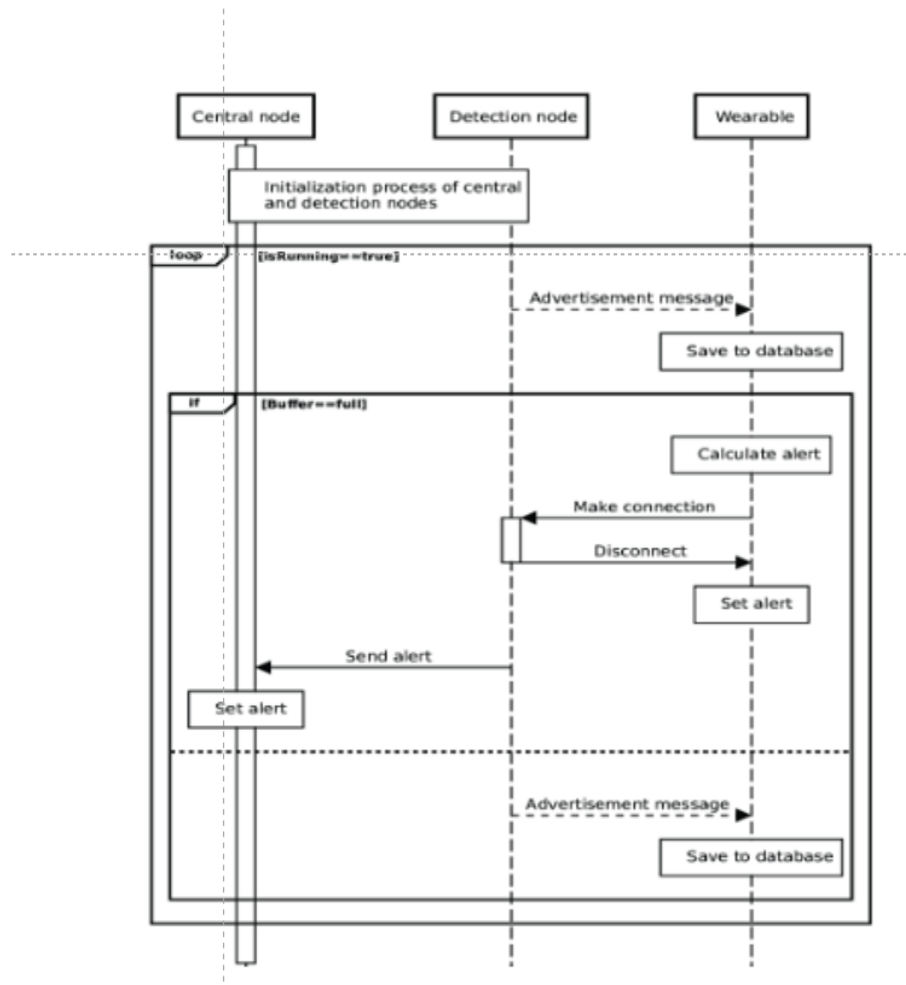 Central node
Detection node
Wearable
Initialization process of central
and detection nodes
loop
[isRunning==true]
Advertisement message
Save to database
if
[Buffer==full]
Calculate alert
Make connection
Disconnect
Set alert
Send alert
Set alert
Advertisement message
Save to database